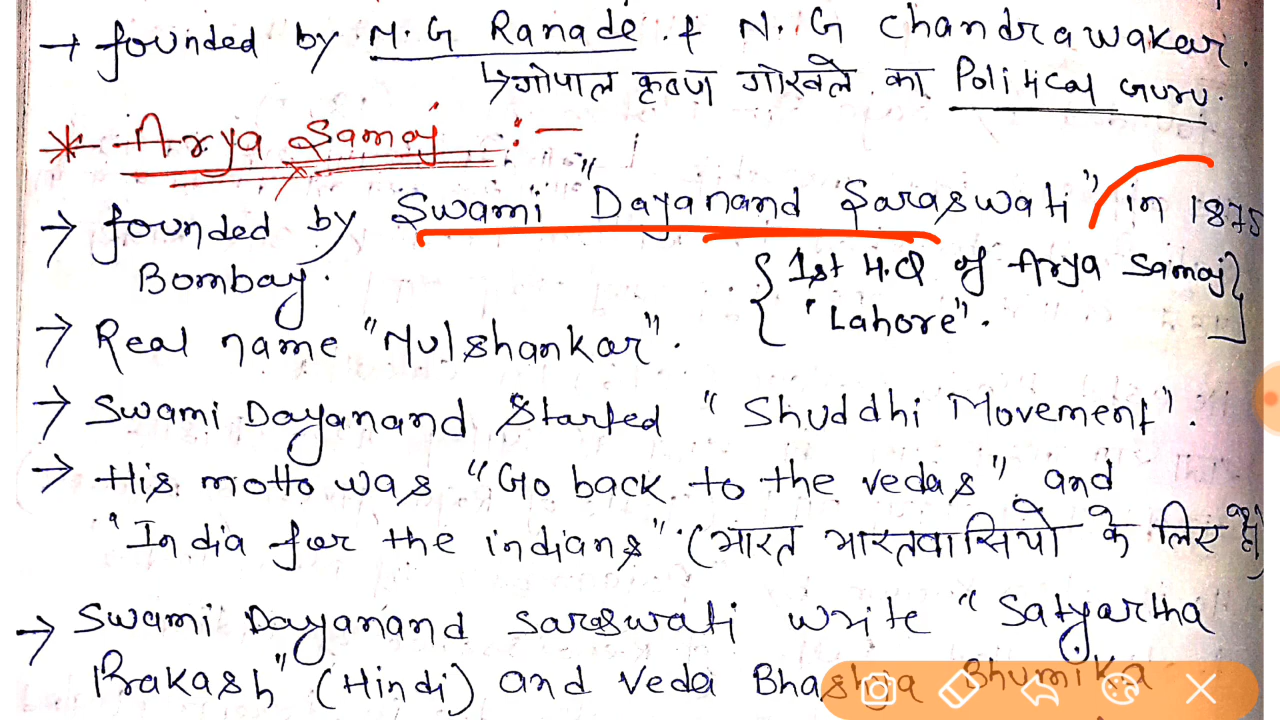 → founded by M.G Ranade & N.G Chandrawakar.
↳ गोपाल कृष्ण गोखले का Political Guru.
* Arya Samaj :-
→ founded by Swami "Dayanand Saraswati" in 1875
Bombay.
{1st H.Q of Arya Samaj}
"Lahore".
→ Real name "Mulshankar".
→ Swami Dayanand Started "Shuddhi Movement".
→ His motto was "Go back to the vedas" and
"India for the indians". (भारत भारतवासियो के लिए है)
→ Swami Dayanand saraswati write "Satyartha
Prakash" (Hindi) and Veda Bhashya Bhumika